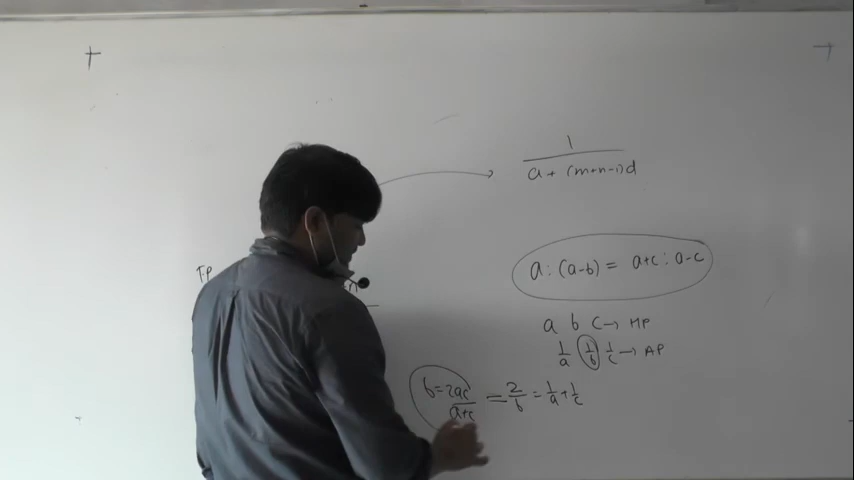 1
a + (m+n-1)d
T.P
n
a : (a-b) = a+c : a-c
a b c → HP
1/a 1/b 1/c → AP
b = 2ac/a+c = 2/b = 1/a + 1/c